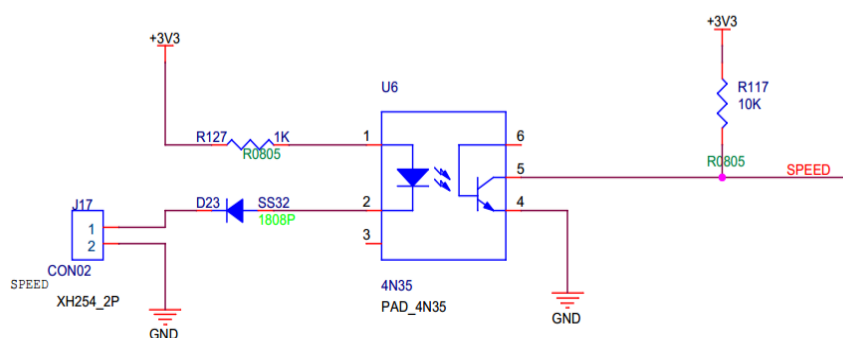 +3V3
+3V3
U6
R117
10K
R0805
R127
1K
R0805
1
6
5
SPEED
D23
SS32
1808P
2
4
3
J17
1
2
CON02
SPEED
XH254_2P
GND
4N35
PAD_4N35
GND